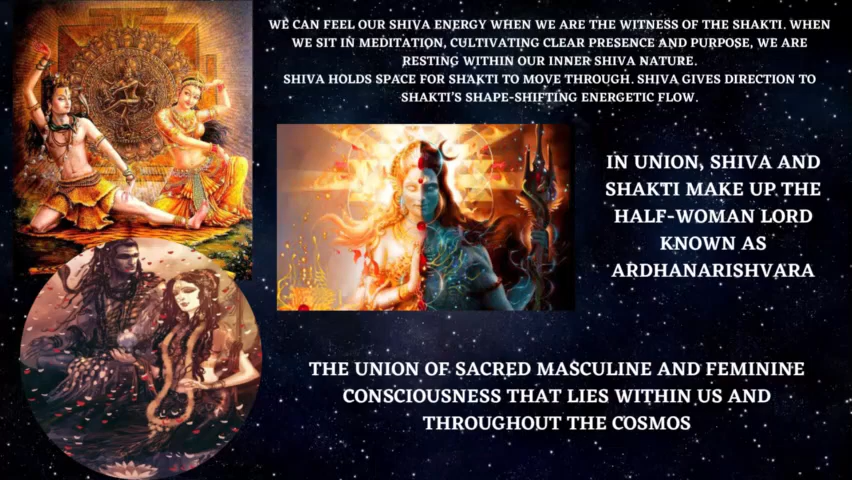 WE CAN FEEL OUR SHIVA ENERGY WHEN WE ARE THE WITNESS OF THE SHAKTI. WHEN
WE SIT IN MEDITATION, CULTIVATING CLEAR PRESENCE AND PURPOSE, WE ARE
RESTING WITHIN OUR INNER SHIVA NATURE.
SHIVA HOLDS SPACE FOR SHAKTI TO MOVE THROUGH. SHIVA GIVES DIRECTION TO
SHAKTI'S SHAPE-SHIFTING ENERGETIC FLOW.
IN UNION, SHIVA AND
SHAKTI MAKE UP THE
HALF-WOMAN LORD
KNOWN AS
ARDHANARISHVARA
THE UNION OF SACRED MASCULINE AND FEMININE
CONSCIOUSNESS THAT LIES WITHIN US AND
THROUGHOUT THE COSMOS